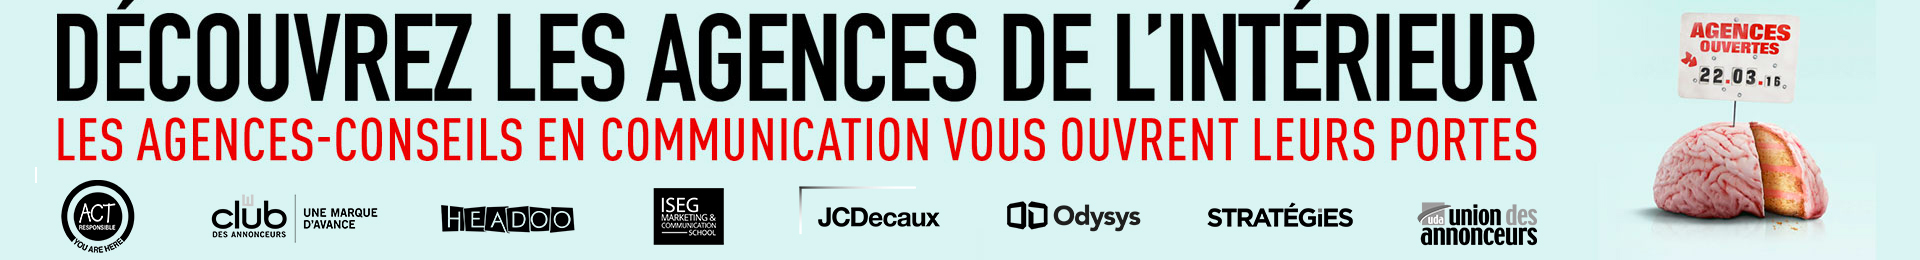 DÉCOUVREZ LES AGENCES DE L'INTÉRIEUR
LES AGENCES-CONSEILS EN COMMUNICATION VOUS OUVRENT LEURS PORTES
AGENCES
OUVERTES
22.03.16
ACT
RESPONSIBLE
YOU ARE HERE
LE
club
DES ANNONCEURS
UNE MARQUE
D'AVANCE
HEADOO
ISEG
MARKETING &
COMMUNICATION
SCHOOL
JCDecaux
Odysys
STRATÉGIES
uda union des
annonceurs